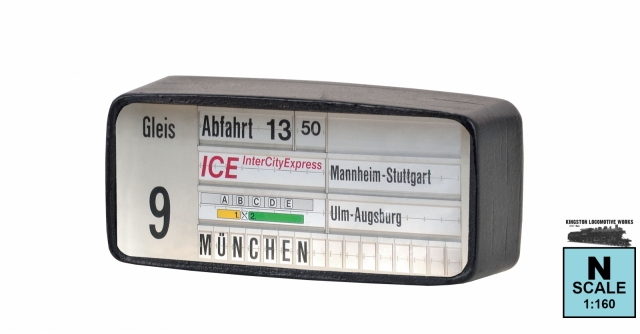 Gleis
9
Abfahrt 13 50
ICE InterCityExpress
Mannheim-Stuttgart
A B C D E
1. 2.
Ulm-Augsburg
MÜNCHEN
KINGSTON LOCOMOTIVE WORKS
N
SCALE
1:160